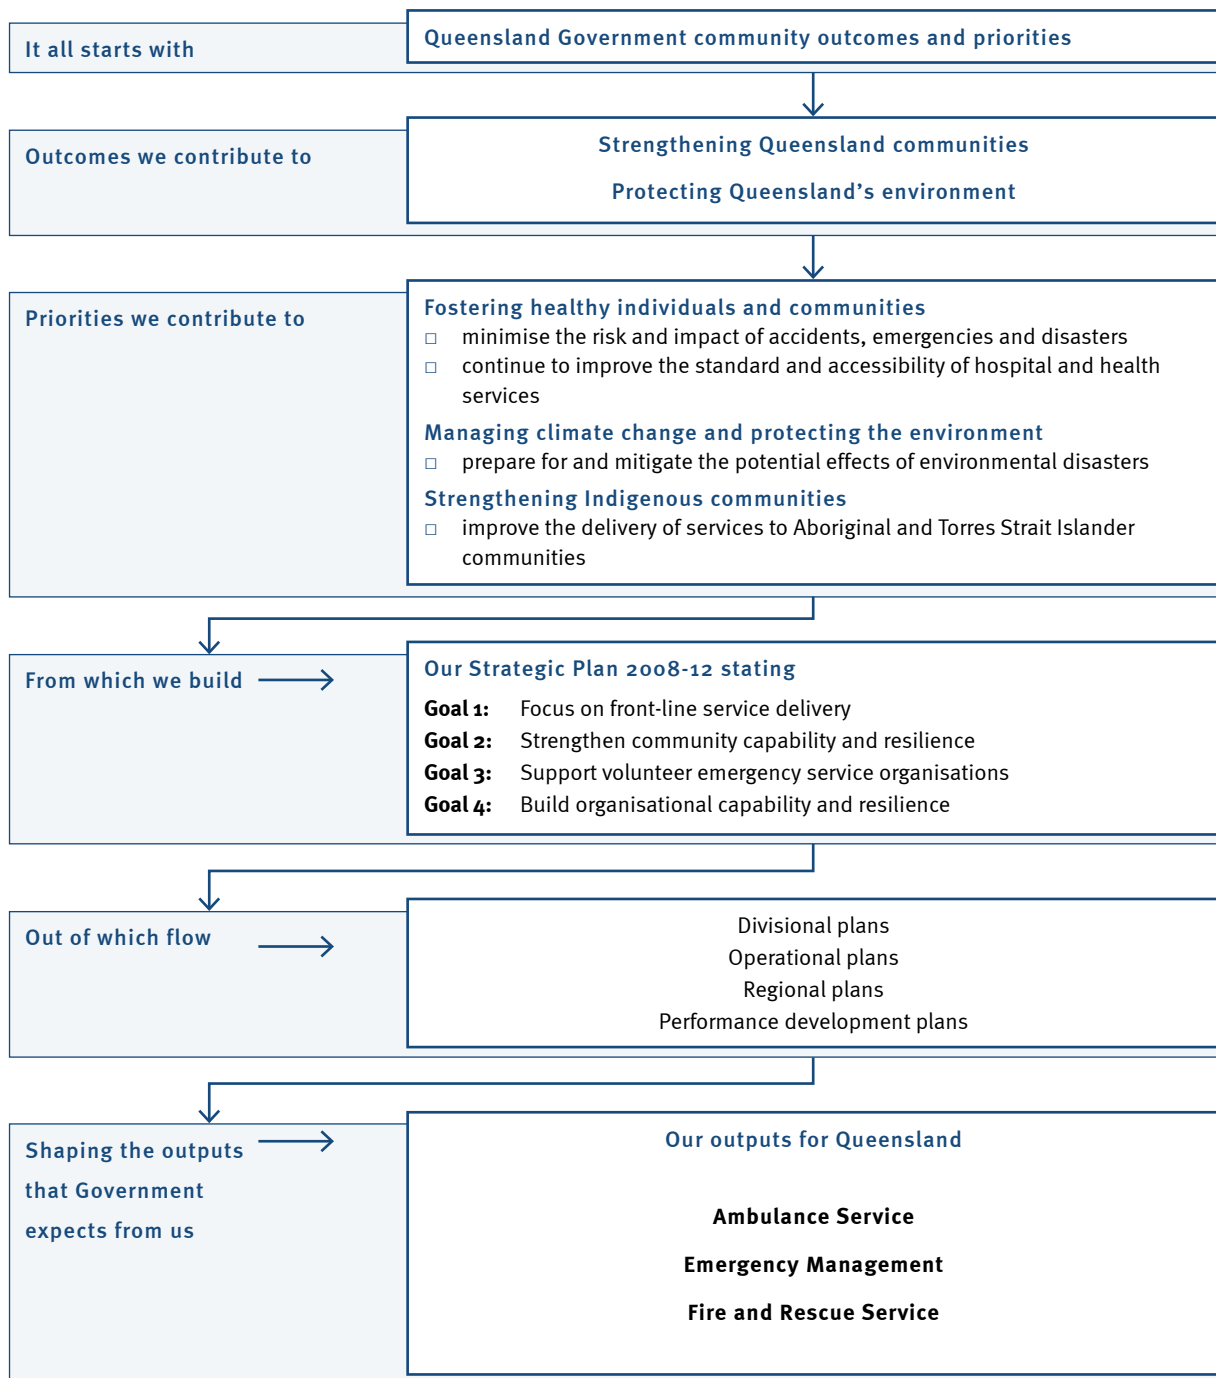 It all starts with
Queensland Government community outcomes and priorities
Outcomes we contribute to
Strengthening Queensland communities
Protecting Queensland's environment
Priorities we contribute to
Fostering healthy individuals and communities
□ minimise the risk and impact of accidents, emergencies and disasters
□ continue to improve the standard and accessibility of hospital and health
services
Managing climate change and protecting the environment
□ prepare for and mitigate the potential effects of environmental disasters
Strengthening Indigenous communities
□ improve the delivery of services to Aboriginal and Torres Strait Islander
communities
From which we build
Our Strategic Plan 2008-12 stating
Goal 1: Focus on front-line service delivery
Goal 2: Strengthen community capability and resilience
Goal 3: Support volunteer emergency service organisations
Goal 4: Build organisational capability and resilience
Out of which flow
Divisional plans
Operational plans
Regional plans
Performance development plans
Shaping the outputs
that Government
expects from us
Our outputs for Queensland
Ambulance Service
Emergency Management
Fire and Rescue Service